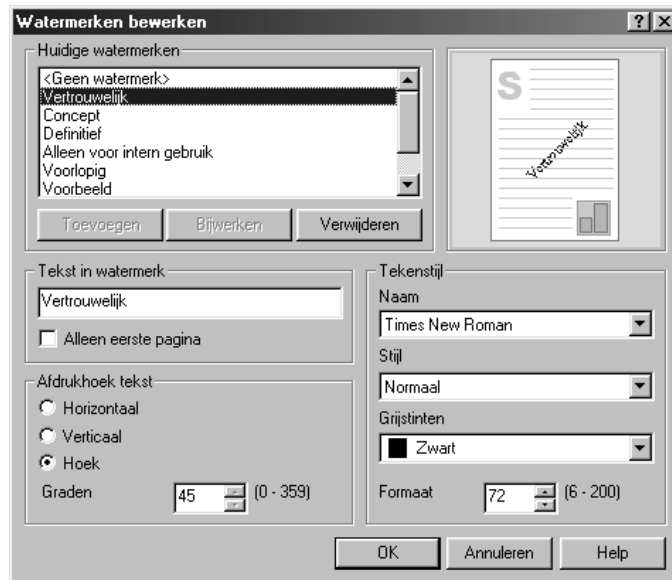 Watermerken bewerken
Huidige watermerken
<Geen watermerk>
Vertrouwelijk
Concept
Definitief
Alleen voor intern gebruik
Voorlopig
Voorbeeld
Toevoegen Bijwerken Verwijderen
S
Vertrouwelijk
Tekst in watermerk
Vertrouwelijk
Alleen eerste pagina
Afdrukhoek tekst
Horizontaal
Verticaal
Hoek
Graden 45 (0 - 359)
Tekenstijl
Naam
Times New Roman
Stijl
Normaal
Grijstinten
Zwart
Formaat 72 (6 - 200)
OK Annuleren Help